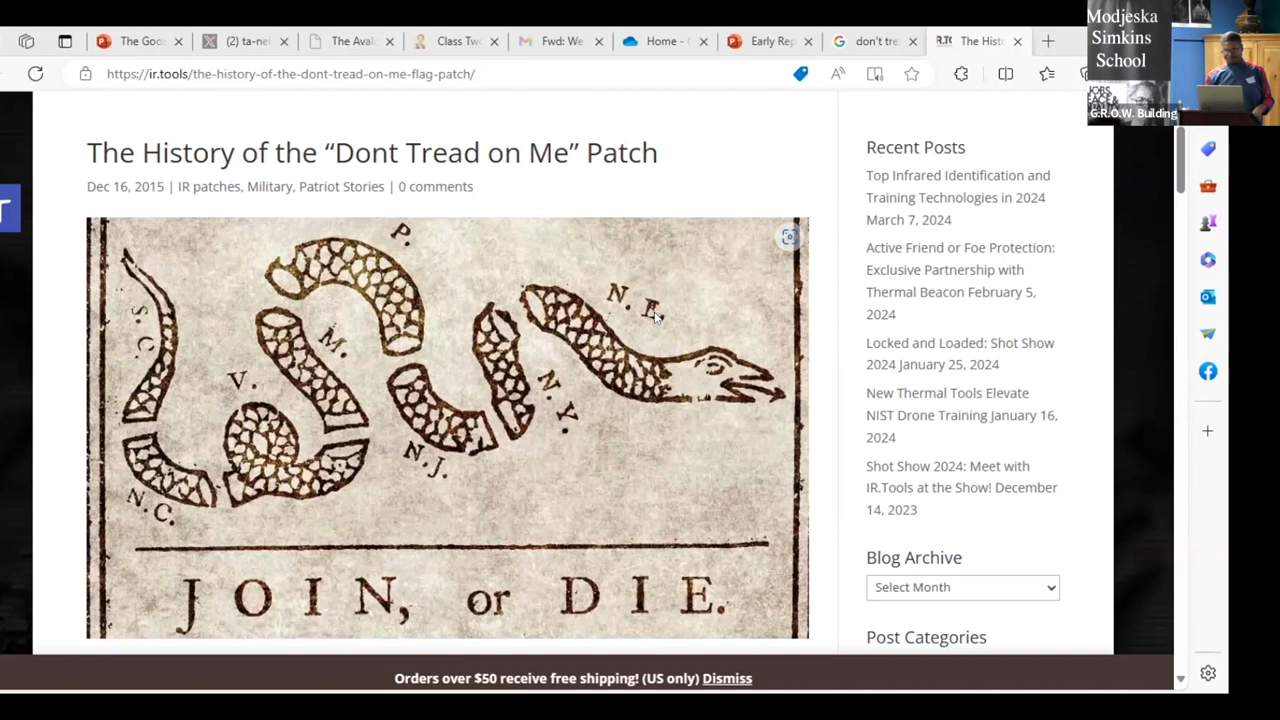 The Goo
(2) ta-nei
The Aval
Class Tw
Fwd: We
Home - (
Early Rep
don't tre
The Histo
https://ir.tools/the-history-of-the-dont-tread-on-me-flag-patch/
Modjeska
Simkins
School
JOBS,
G.R.O.W. Building
The History of the “Dont Tread on Me” Patch
Dec 16, 2015 | IR patches, Military, Patriot Stories | 0 comments
S. C.
N. C.
V.
M.
P.
N. J.
N. Y.
N. E.
JOIN, or DIE.
Recent Posts
Top Infrared Identification and
Training Technologies in 2024
March 7, 2024
Active Friend or Foe Protection:
Exclusive Partnership with
Thermal Beacon February 5,
2024
Locked and Loaded: Shot Show
2024 January 25, 2024
New Thermal Tools Elevate
NIST Drone Training January 16,
2024
Shot Show 2024: Meet with
IR.Tools at the Show! December
14, 2023
Blog Archive
Select Month
Post Categories
Orders over $50 receive free shipping! (US only) Dismiss